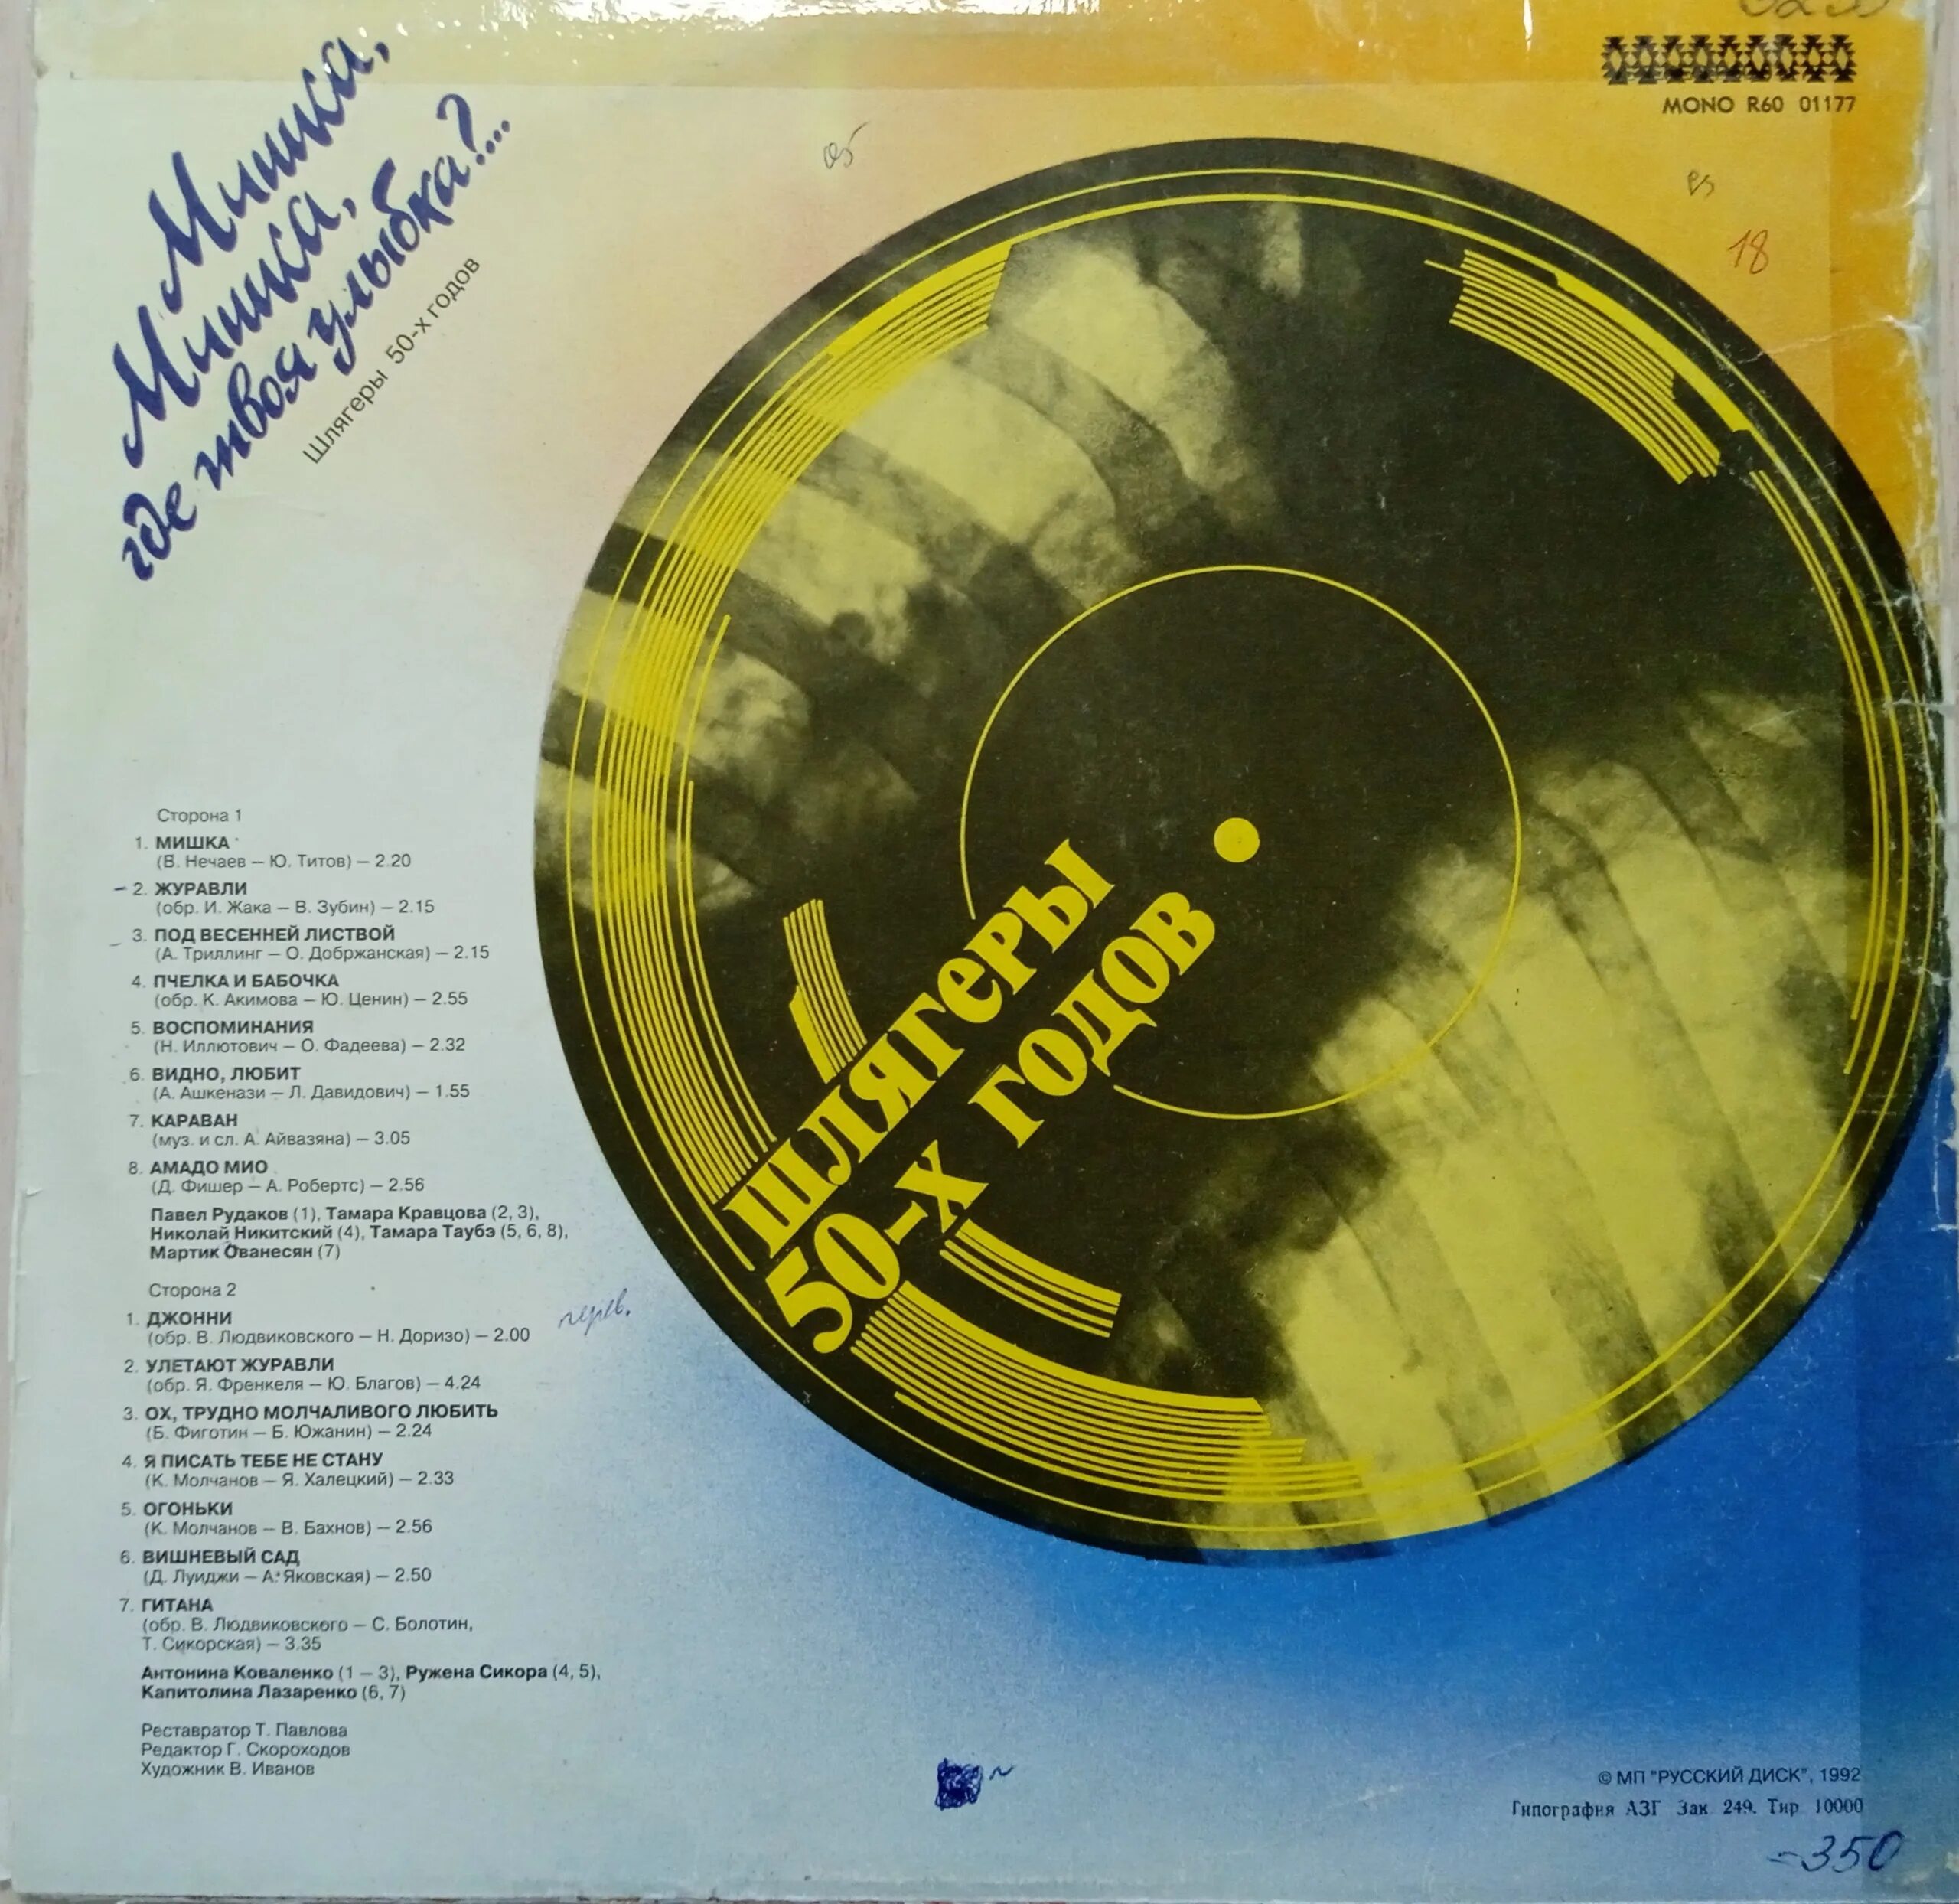 Мишка,
Мишка,
где твоя улыбка?...
Шлягеры 50-х годов
MONO R60 01177
18
ШЛЯГЕРЫ
50-х ГОДОВ
Сторона 1
1. МИШКА
(В. Нечаев – Ю. Титов) – 2.20
2. ЖУРАВЛИ
(обр. И. Жака – В. Зубин) – 2.15
3. ПОД ВЕСЕННЕЙ ЛИСТВОЙ
(А. Триллинг – О. Добржанская) – 2.15
4. ПЧЕЛКА И БАБОЧКА
(обр. К. Акимова – Ю. Ценин) – 2.55
5. ВОСПОМИНАНИЯ
(Н. Иллютович – О. Фадеева) – 2.32
6. ВИДНО, ЛЮБИТ
(А. Ашкенази – Л. Давидович) – 1.55
7. КАРАВАН
(муз. и сл. А. Айвазяна) – 3.05
8. АМАДО МИО
(Д. Фишер – А. Робертс) – 2.56
Павел Рудаков (1), Тамара Кравцова (2, 3),
Николай Никитский (4), Тамара Таубэ (5, 6, 8),
Мартик Ованесян (7)
Сторона 2
1. ДЖОННИ
(обр. В. Людвиковского – Н. Доризо) – 2.00
2. УЛЕТАЮТ ЖУРАВЛИ
(обр. Я. Френкеля – Ю. Благов) – 4.24
3. ОХ, ТРУДНО МОЛЧАЛИВОГО ЛЮБИТЬ
(Б. Фиготин – Б. Южанин) – 2.24
4. Я ПИСАТЬ ТЕБЕ НЕ СТАНУ
(К. Молчанов – Я. Халецкий) – 2.33
5. ОГОНЬКИ
(К. Молчанов – В. Бахнов) – 2.56
6. ВИШНЕВЫЙ САД
(Д. Луиджи – А. Яковская) – 2.50
7. ГИТАНА
(обр. В. Людвиковского – С. Болотин,
Т. Сикорская) – 3.35
Антонина Коваленко (1 – 3), Ружена Сикора (4, 5),
Капитолина Лазаренко (6, 7)
Реставратор Т. Павлова
Редактор Г. Скороходов
Художник В. Иванов
© МП "РУССКИЙ ДИСК", 1992
Типография АЗГ Зак 249. Тир 10000
-350